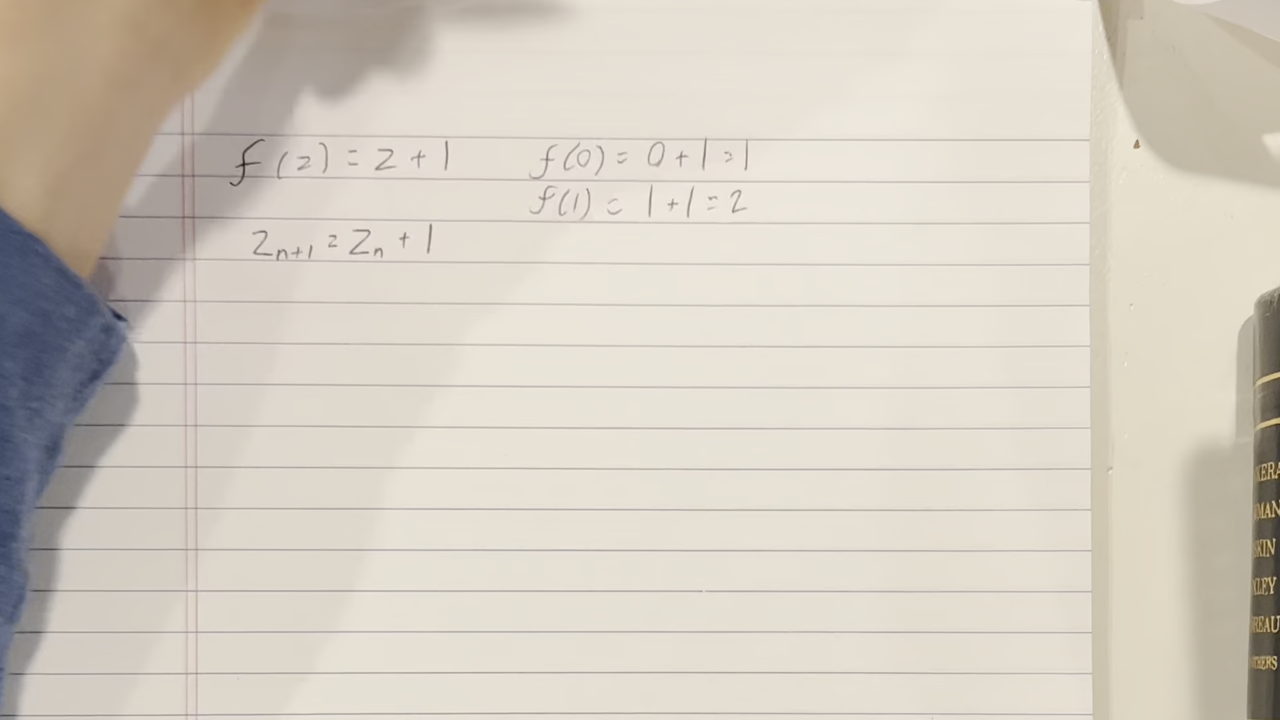 f(z) = z + 1
f(0) = 0 + 1 = 1
f(1) = 1 + 1 = 2
z_{n+1} = z_n + 1